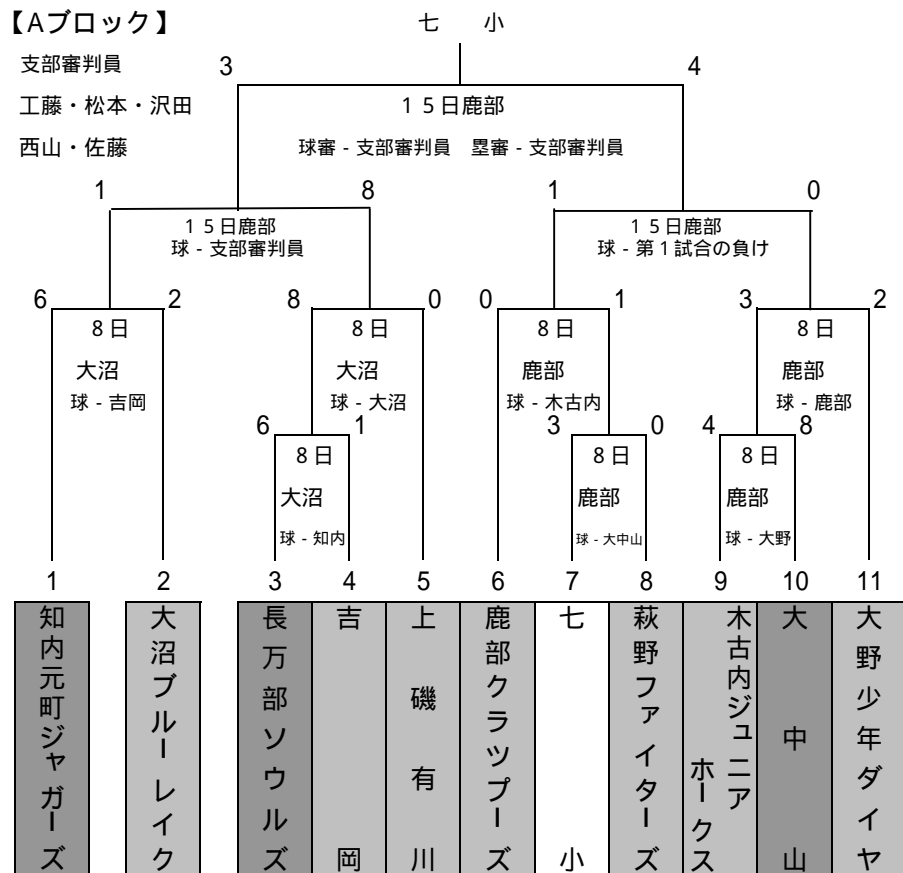 【Aブロック】
七 小
支部審判員
3
4
工藤・松本・沢田
15日鹿部
西山・佐藤
球審 - 支部審判員 塁審 - 支部審判員
1
8
1
0
15日鹿部
球 - 支部審判員
15日鹿部
球 - 第1試合の負け
6
2
8
0
0
1
3
2
8日
大沼
球 - 吉岡
8日
大沼
球 - 大沼
8日
鹿部
球 - 木古内
8日
鹿部
球 - 鹿部
6
1
3
0
4
8
8日
大沼
球 - 知内
8日
鹿部
球 - 大中山
8日
鹿部
球 - 大野
1
2
3
4
5
6
7
8
9
10
11
知内元町ジャガーズ
大沼ブルーレイク
長万部ソウルズ
吉岡
上磯有川
鹿部クラツプーズ
七小
萩野ファイターズ
木古内ジュニア
ホークス
大中山
大野少年ダイヤ